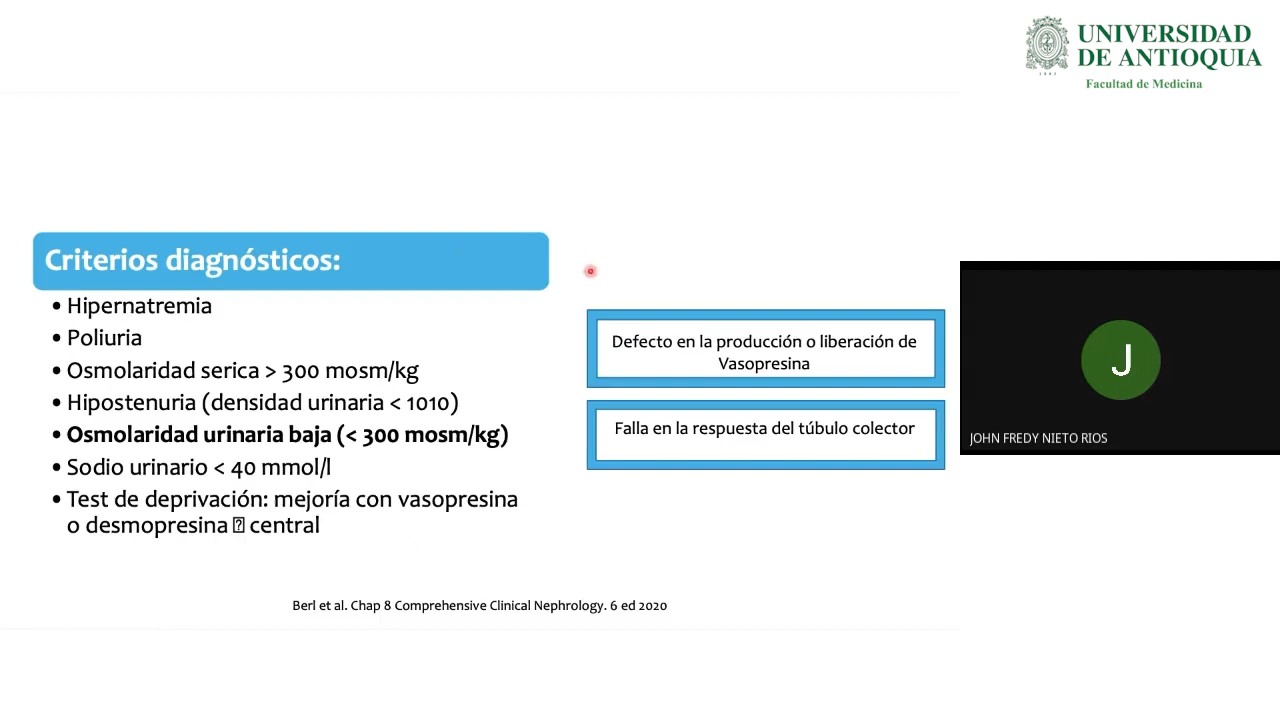 UNIVERSIDAD
DE ANTIOQUIA
1803
Facultad de Medicina
Criterios diagnósticos:
• Hipernatremia
• Poliuria
• Osmolaridad serica > 300 mosm/kg
• Hipostenuria (densidad urinaria < 1010)
• Osmolaridad urinaria baja (< 300 mosm/kg)
• Sodio urinario < 40 mmol/l
• Test de deprivación: mejoría con vasopresina
o desmopresina ⍰ central
Defecto en la producción o liberación de
Vasopresina
Falla en la respuesta del túbulo colector
J
JOHN FREDY NIETO RIOS
Berl et al. Chap 8 Comprehensive Clinical Nephrology. 6 ed 2020